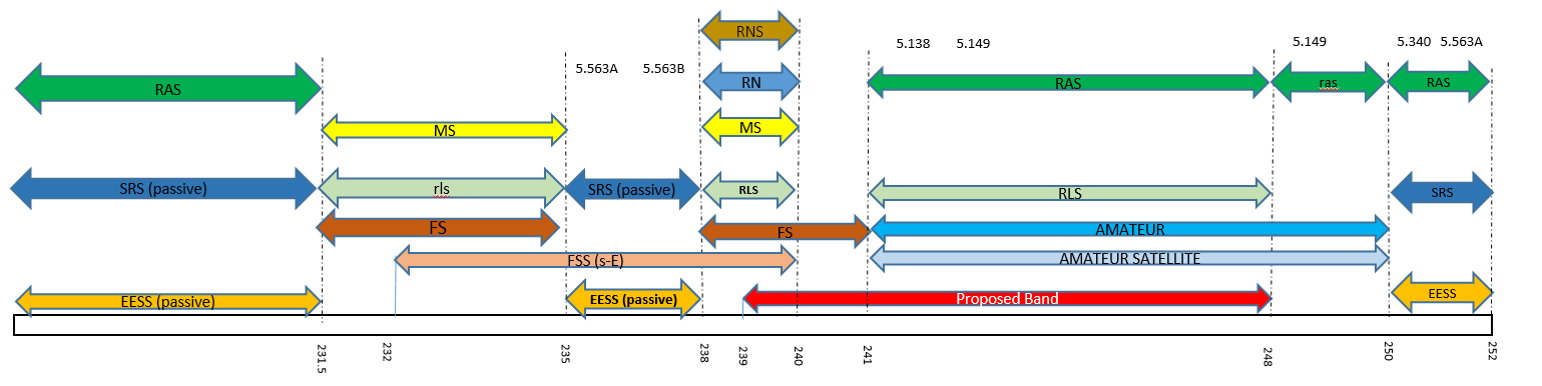 RNS
5.138 5.149
5.149
5.340 5.563A
5.563A 5.563B
RAS
RN
RAS
ras
RAS
MS
MS
SRS (passive)
rls
SRS (passive)
RLS
RLS
SRS
FS
FS
AMATEUR
FSS (s-E)
AMATEUR SATELLITE
EESS (passive)
EESS (passive)
Proposed Band
EESS
231.5
232
235
238
239
240
241
248
250
252